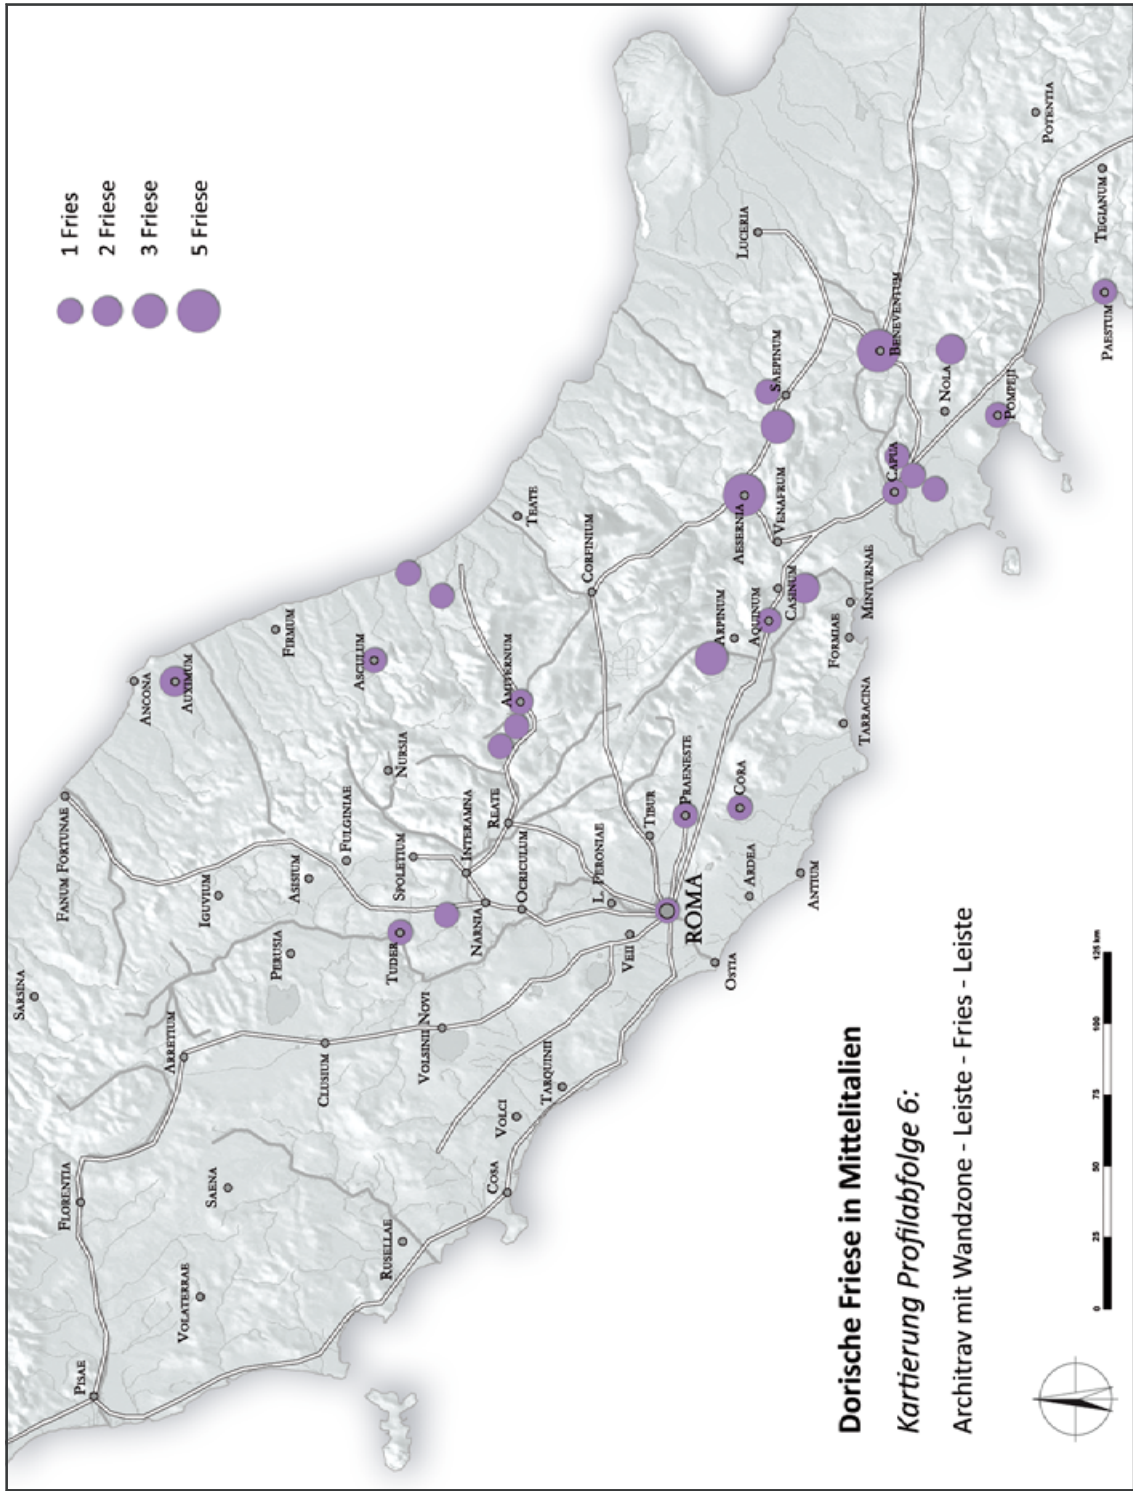 1 Fries
2 Friese
3 Friese
5 Friese
PISAE
FLORENTIA
VOLATERRAE
SAENA
RUSELLAE
COSA
VOLCI
TARQUINII
ARRETIUM
CLUSIUM
VOLSINII NOVI
SARSINA
PERUSIA
IGUVIUM
ASISIUM
FULGINIAE
TUDER
SPOLETIUM
NARNIA
INTERAMNA
OCRICULUM
REATE
NURSIA
FANUM FORTUNAE
ANCONA
AUXIMUM
FIRMUM
ASCULUM
AMITERNUM
TEATE
CORFINIUM
VEII
L. FERONIAE
TIBUR
ROMA
OSTIA
PRAENESTE
CORA
ARDEA
ANTIUM
TARRACINA
FORMIAE
MINTURNAE
ARPINUM
AQUINUM
CASINUM
VENAFRUM
AESERNIA
SAEPINUM
LUCERIA
BENEVENTUM
CAPUA
NOLA
POMPEJI
PAESTUM
TEGIANUM
POTENTIA
Dorische Friese in Mittelitalien
Kartierung Profilabfolge 6:
Architrav mit Wandzone - Leiste - Fries - Leiste
0 25 50 75 100 125 km